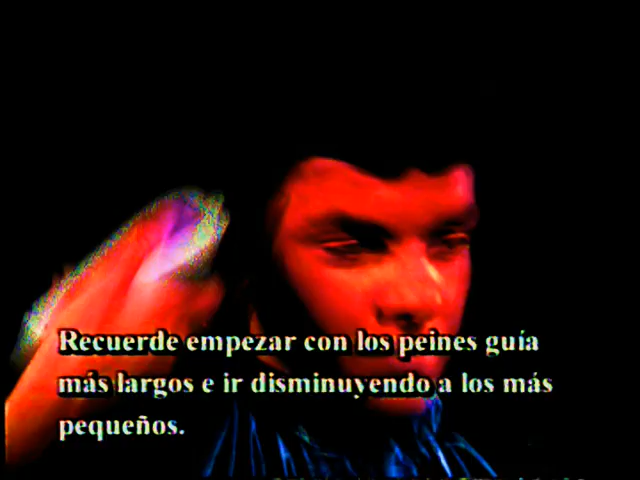 Recuerde empezar con los peines guía
más largos e ir disminuyendo a los más
pequeños.